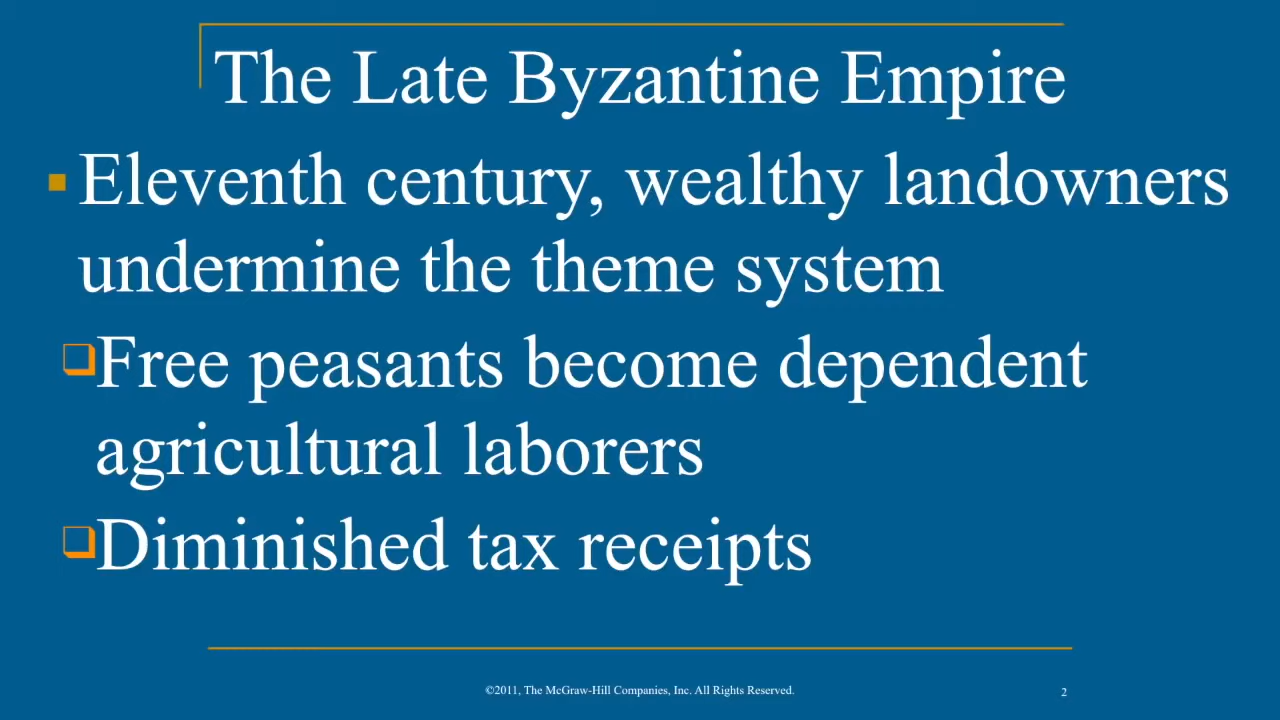 The Late Byzantine Empire
Eleventh century, wealthy landowners
undermine the theme system
Free peasants become dependent
agricultural laborers
Diminished tax receipts
©2011, The McGraw-Hill Companies, Inc. All Rights Reserved.
2